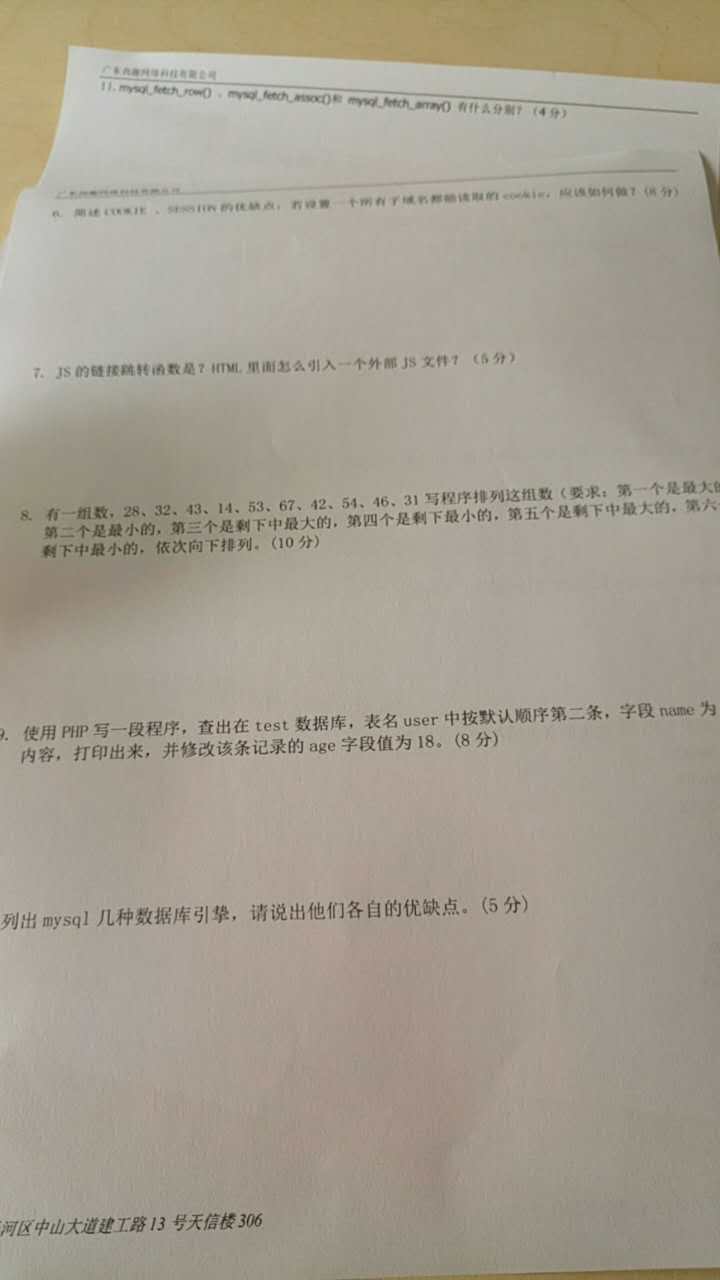 广东尚趣网络科技有限公司
11. mysql_fetch_row() 、mysql_fetch_assoc()和 mysql_fetch_array() 有什么分别？（4 分）
6. 简述 COOKIE 、SESSION 的优缺点，若设置一个所有子域名都能读取的 cookie，应该如何做？(8 分)
7. JS 的链接跳转函数是？HTML 里面怎么引入一个外部 JS 文件？（5 分）
8. 有一组数，28、32、43、14、53、67、42、54、46、31 写程序排列这组数（要求：第一个是最大的
第二个是最小的，第三个是剩下中最大的，第四个是剩下最小的，第五个是剩下中最大的，第六
剩下中最小的，依次向下排列。(10 分)
9. 使用 PHP 写一段程序，查出在 test 数据库，表名 user 中按默认顺序第二条，字段 name 为
内容，打印出来，并修改该条记录的 age 字段值为 18。(8 分)
列出 mysql 几种数据库引挚，请说出他们各自的优缺点。(5 分)
河区中山大道建工路 13 号天信楼 306